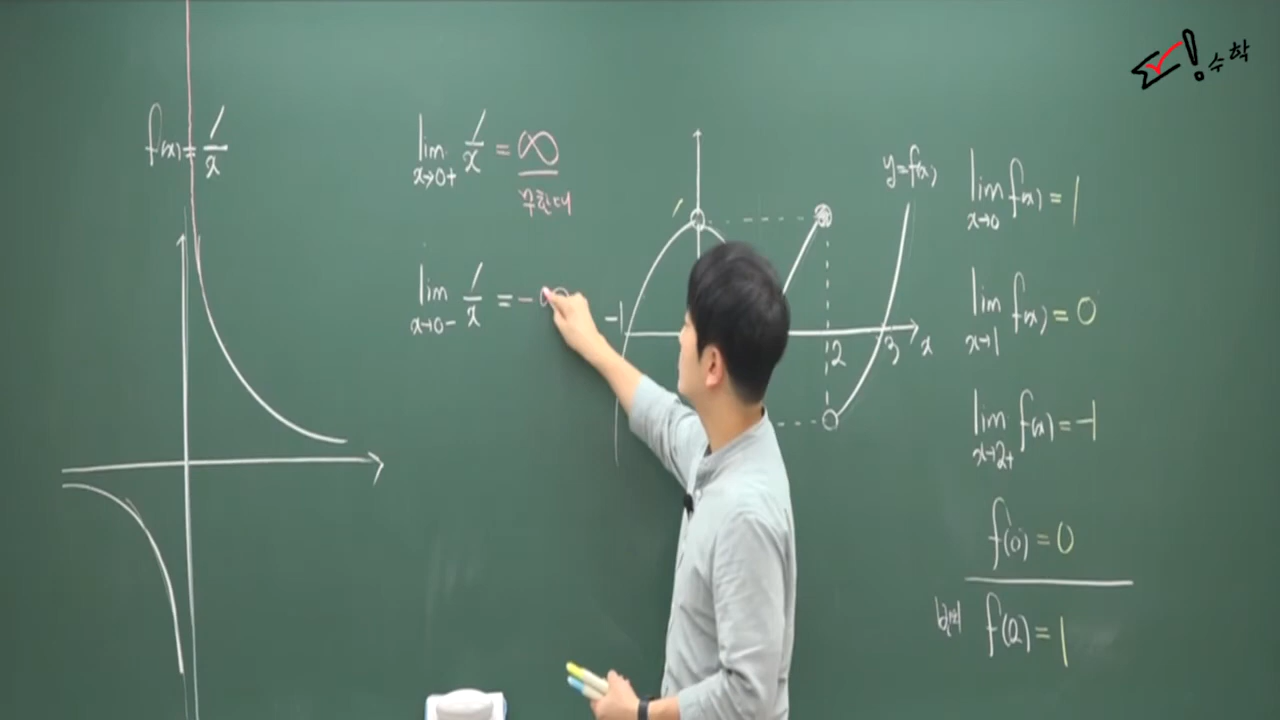 수학
f(x) = 1/x
lim x→0+ 1/x = ∞
무한대
lim x→0- 1/x = -∞
1
-1
2
3
x
y=f(x)
lim x→0 f(x) = 1
lim x→1 f(x) = 0
lim x→2+ f(x) = -1
f(0) = 0
f(2) = 1